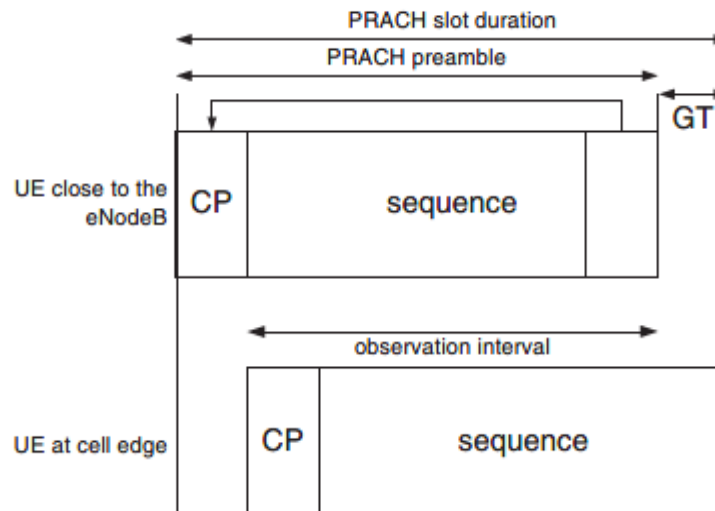 PRACH slot duration
PRACH preamble
GT
UE close to the
eNodeB
CP
sequence
observation interval
UE at cell edge
CP
sequence